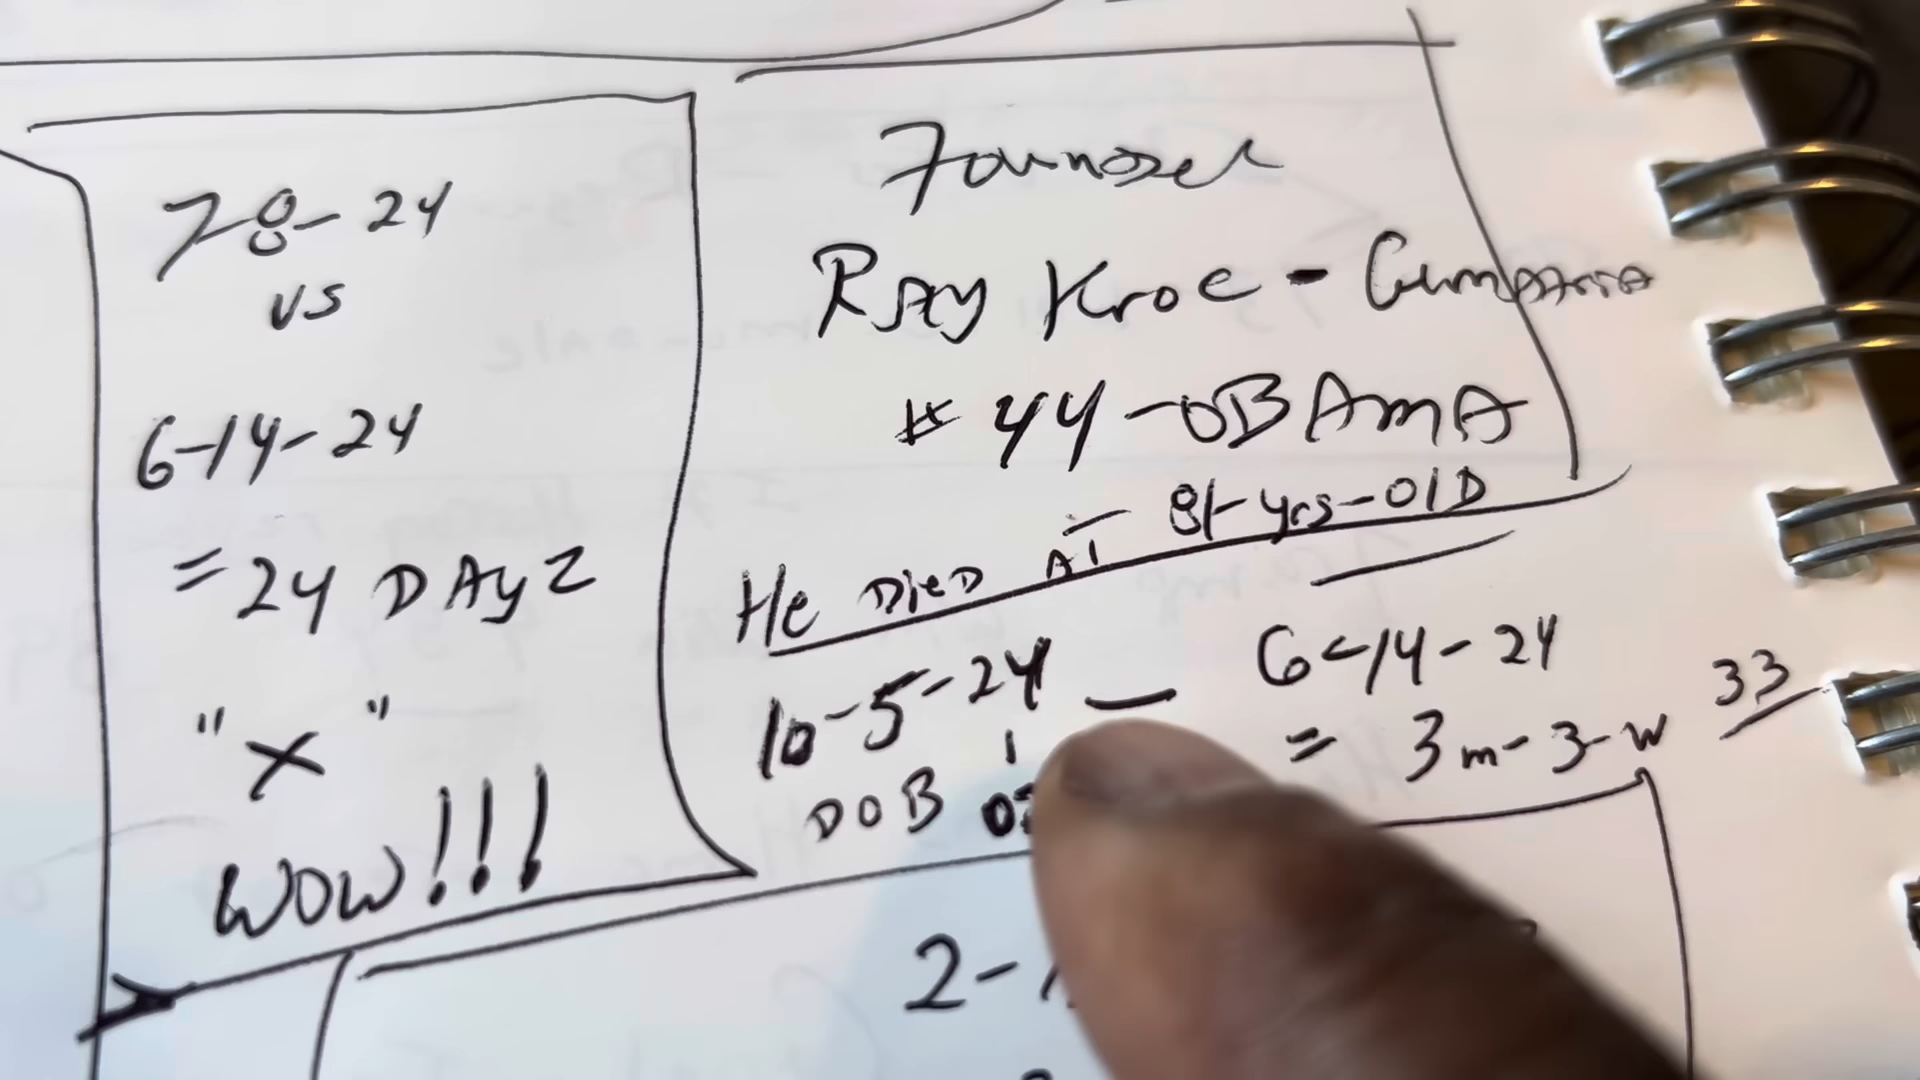 7-8-24
vs
6-14-24
= 24 DAyz
"X"
WOW!!!
Founder
RAy Kroc -
# 44 - OBAMA
He DieD AT 81-yrs-OlD
10-5-24 — 6-14-24
= 3m-3-w 33
DOB
2-